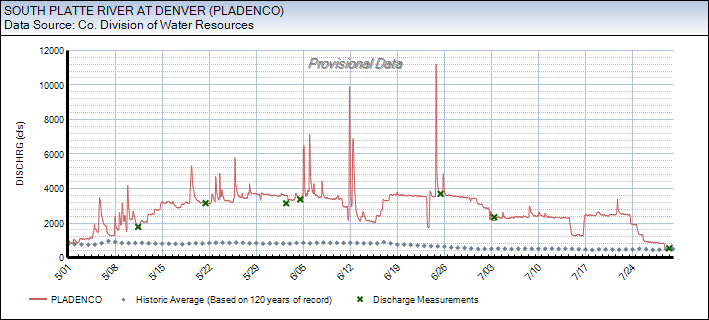 SOUTH PLATTE RIVER AT DENVER (PLADENCO)
Data Source: Co. Division of Water Resources
Provisional Data
DISCHRG (cfs)
12000
10000
8000
6000
4000
2000
0
5/01 5/08 5/15 5/22 5/29 6/05 6/12 6/19 6/26 7/03 7/10 7/17 7/24
PLADENCO Historic Average (Based on 120 years of record) Discharge Measurements